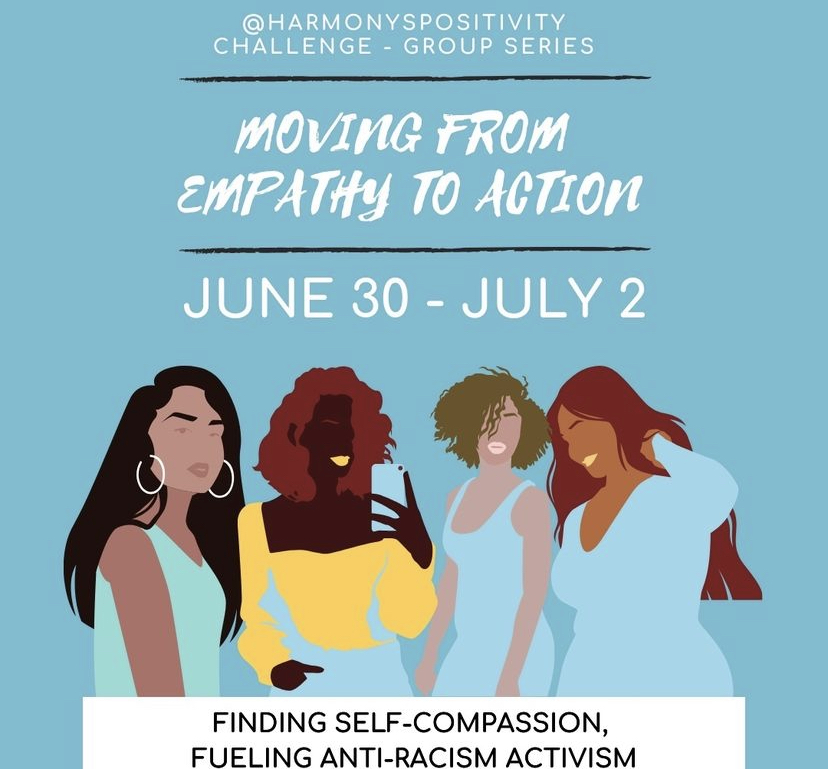 @HARMONYSPOSITIVITY
CHALLENGE - GROUP SERIES
MOVING FROM
EMPATHY TO ACTION
JUNE 30 - JULY 2
FINDING SELF-COMPASSION,
FUELING ANTI-RACISM ACTIVISM